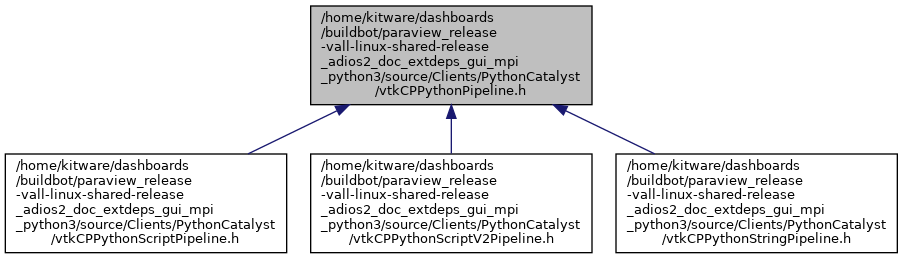 /home/kitware/dashboards
/buildbot/paraview_release
-vall-linux-shared-release
_adios2_doc_extdeps_gui_mpi
_python3/source/Clients/PythonCatalyst
/vtkCPPythonPipeline.h
/home/kitware/dashboards
/buildbot/paraview_release
-vall-linux-shared-release
_adios2_doc_extdeps_gui_mpi
_python3/source/Clients/PythonCatalyst
/vtkCPPythonScriptPipeline.h
/home/kitware/dashboards
/buildbot/paraview_release
-vall-linux-shared-release
_adios2_doc_extdeps_gui_mpi
_python3/source/Clients/PythonCatalyst
/vtkCPPythonScriptV2Pipeline.h
/home/kitware/dashboards
/buildbot/paraview_release
-vall-linux-shared-release
_adios2_doc_extdeps_gui_mpi
_python3/source/Clients/PythonCatalyst
/vtkCPPythonStringPipeline.h